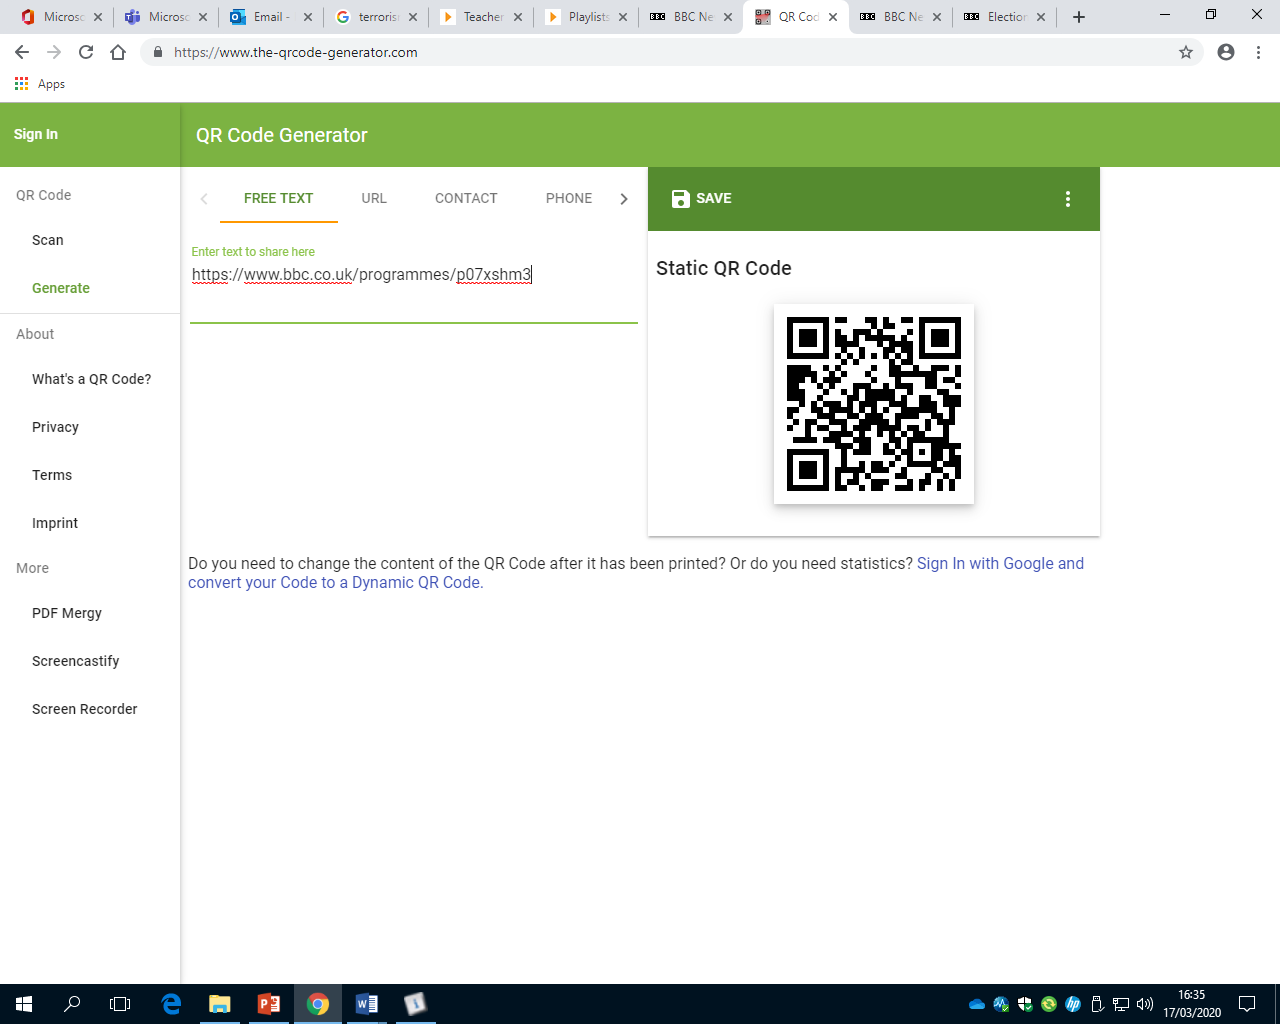 Microsc
Microsc
Email -
terroris
Teacher
Playlists
BBC Ne
QR Cod
BBC Ne
Election
https://www.the-qrcode-generator.com
Apps
Sign In
QR Code Generator
QR Code
Scan
Generate
About
What's a QR Code?
Privacy
Terms
Imprint
More
PDF Mergy
Screencastify
Screen Recorder
FREE TEXT URL CONTACT PHONE
Enter text to share here
https://www.bbc.co.uk/programmes/p07xshm3
SAVE
Static QR Code
Do you need to change the content of the QR Code after it has been printed? Or do you need statistics? Sign In with Google and
convert your Code to a Dynamic QR Code.
16:35
17/03/2020